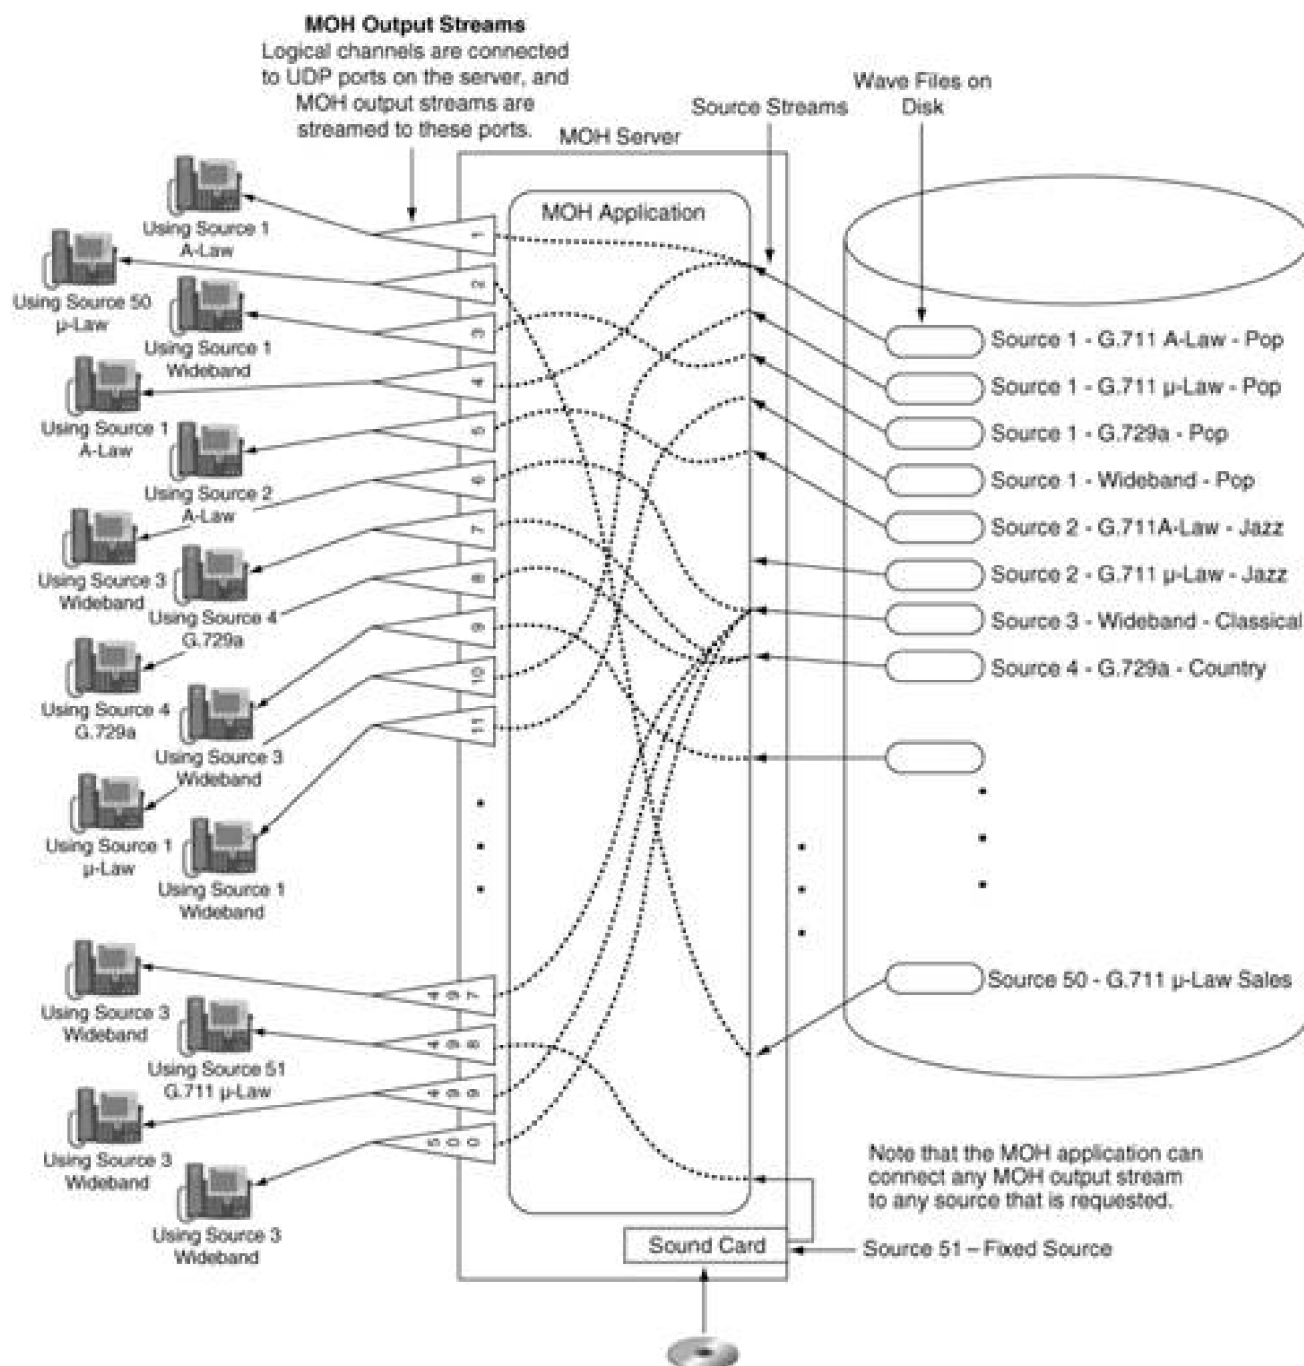 MOH Output Streams
Logical channels are connected
to UDP ports on the server, and
MOH output streams are
streamed to these ports.
Source Streams
Wave Files on
Disk
MOH Server
MOH Application
Using Source 1
A-Law
Using Source 50
µ-Law
Using Source 1
Wideband
Using Source 1
A-Law
Using Source 2
A-Law
Using Source 3
Wideband
Using Source 4
G.729a
Using Source 4
G.729a
Using Source 3
Wideband
Using Source 1
µ-Law
Using Source 1
Wideband
Using Source 3
Wideband
Using Source 51
G.711 µ-Law
Using Source 3
Wideband
Using Source 3
Wideband
1
2
3
4
5
6
7
8
9
10
11
497
498
499
500
Source 1 - G.711 A-Law - Pop
Source 1 - G.711 µ-Law - Pop
Source 1 - G.729a - Pop
Source 1 - Wideband - Pop
Source 2 - G.711A-Law - Jazz
Source 2 - G.711 µ-Law - Jazz
Source 3 - Wideband - Classical
Source 4 - G.729a - Country
Source 50 - G.711 µ-Law Sales
Note that the MOH application can
connect any MOH output stream
to any source that is requested.
Sound Card
Source 51 – Fixed Source